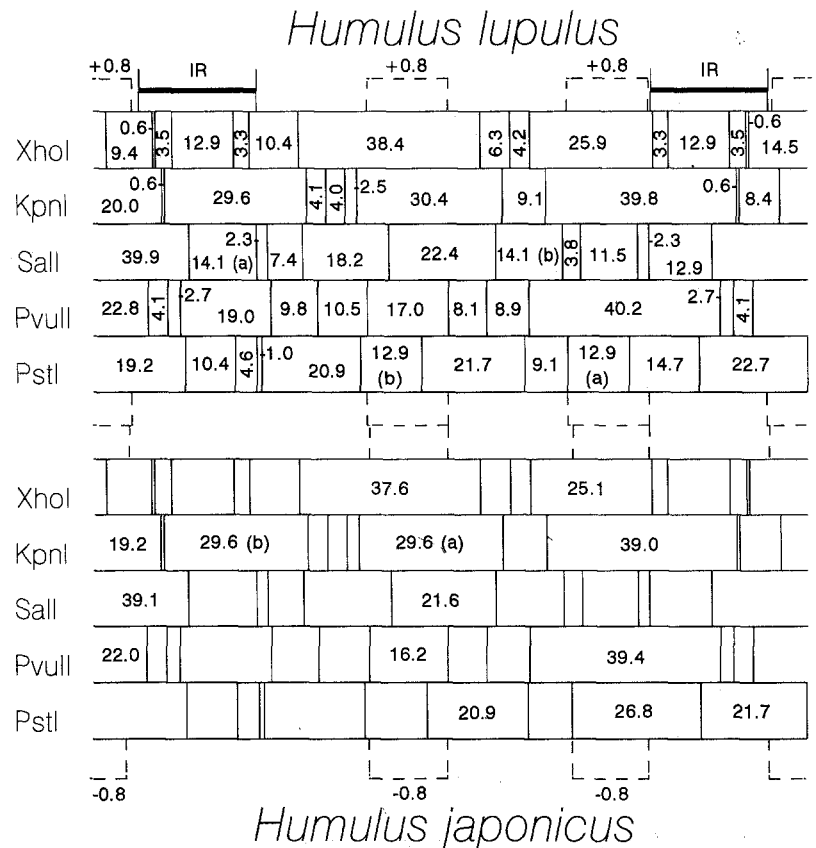 Humulus lupulus
+0.8 IR +0.8 +0.8 IR
XhoI 9.4 0.6- 3.5 12.9 3.3 10.4 38.4 6.3 4.2 25.9 3.3 12.9 3.5 -0.6 14.5
KpnI 20.0 0.6- 29.6 4.1 4.0 -2.5 30.4 9.1 39.8 0.6- 8.4
SalI 39.9 14.1 (a) 2.3- 7.4 18.2 22.4 14.1 (b) 3.8 11.5 -2.3 12.9
PvuII 22.8 4.1 -2.7 19.0 9.8 10.5 17.0 8.1 8.9 40.2 2.7- 4.1
PstI 19.2 10.4 4.6 -1.0 20.9 12.9 (b) 21.7 9.1 12.9 (a) 14.7 22.7
XhoI 37.6 25.1
KpnI 19.2 29.6 (b) 29.6 (a) 39.0
SalI 39.1 21.6
PvuII 22.0 16.2 39.4
PstI 20.9 26.8 21.7
-0.8 -0.8 -0.8
Humulus japonicus